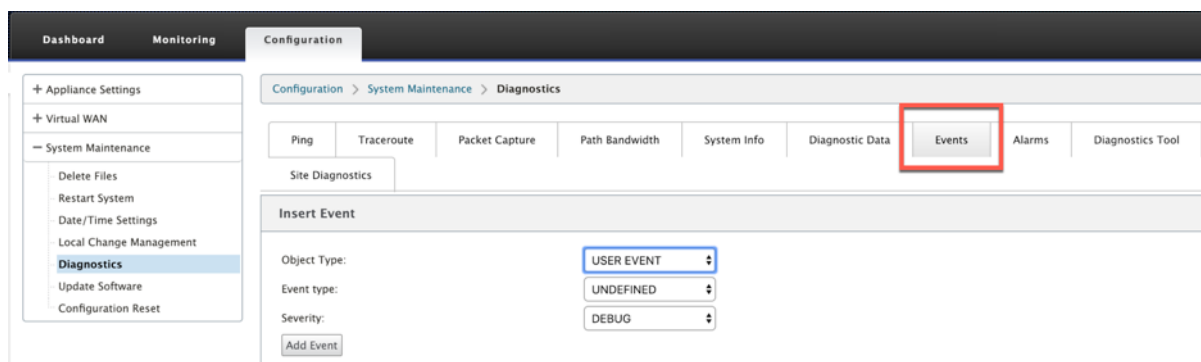 Dashboard Monitoring Configuration
+ Appliance Settings
+ Virtual WAN
− System Maintenance
Delete Files
Restart System
Date/Time Settings
Local Change Management
Diagnostics
Update Software
Configuration Reset
Configuration > System Maintenance > Diagnostics
Ping Traceroute Packet Capture Path Bandwidth System Info Diagnostic Data Events Alarms Diagnostics Tool
Site Diagnostics
Insert Event
Object Type: USER EVENT
Event type: UNDEFINED
Severity: DEBUG
Add Event